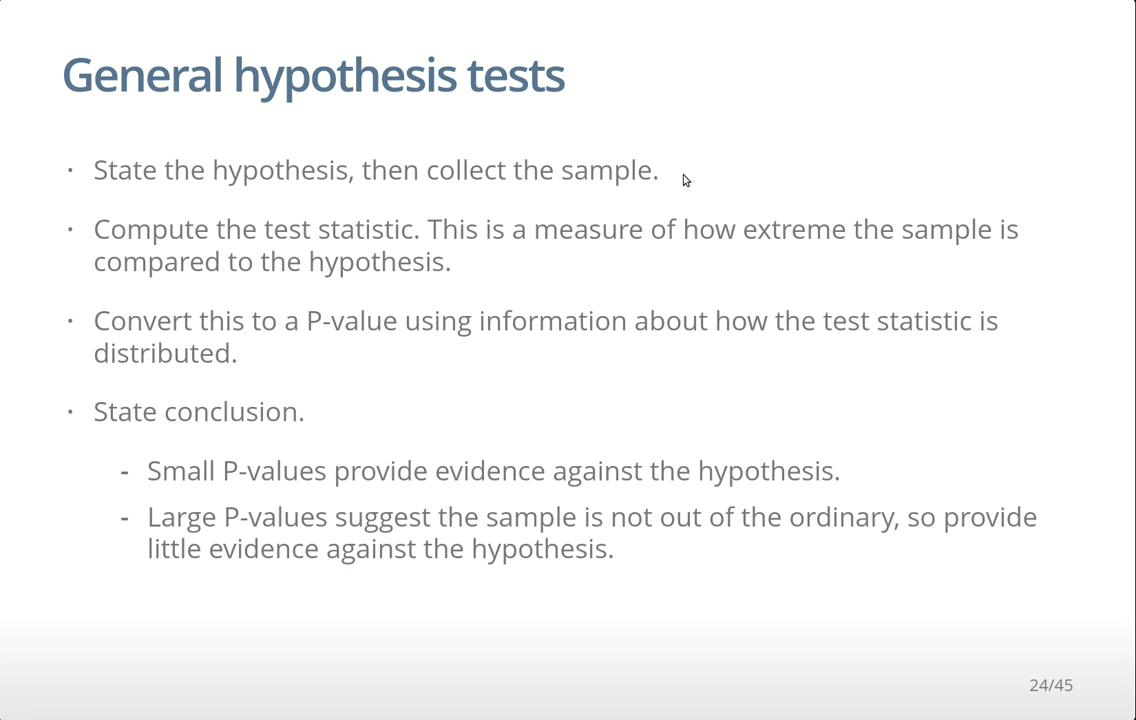 General hypothesis tests
· State the hypothesis, then collect the sample.
· Compute the test statistic. This is a measure of how extreme the sample is
compared to the hypothesis.
· Convert this to a P-value using information about how the test statistic is
distributed.
· State conclusion.
- Small P-values provide evidence against the hypothesis.
- Large P-values suggest the sample is not out of the ordinary, so provide
little evidence against the hypothesis.
24/45